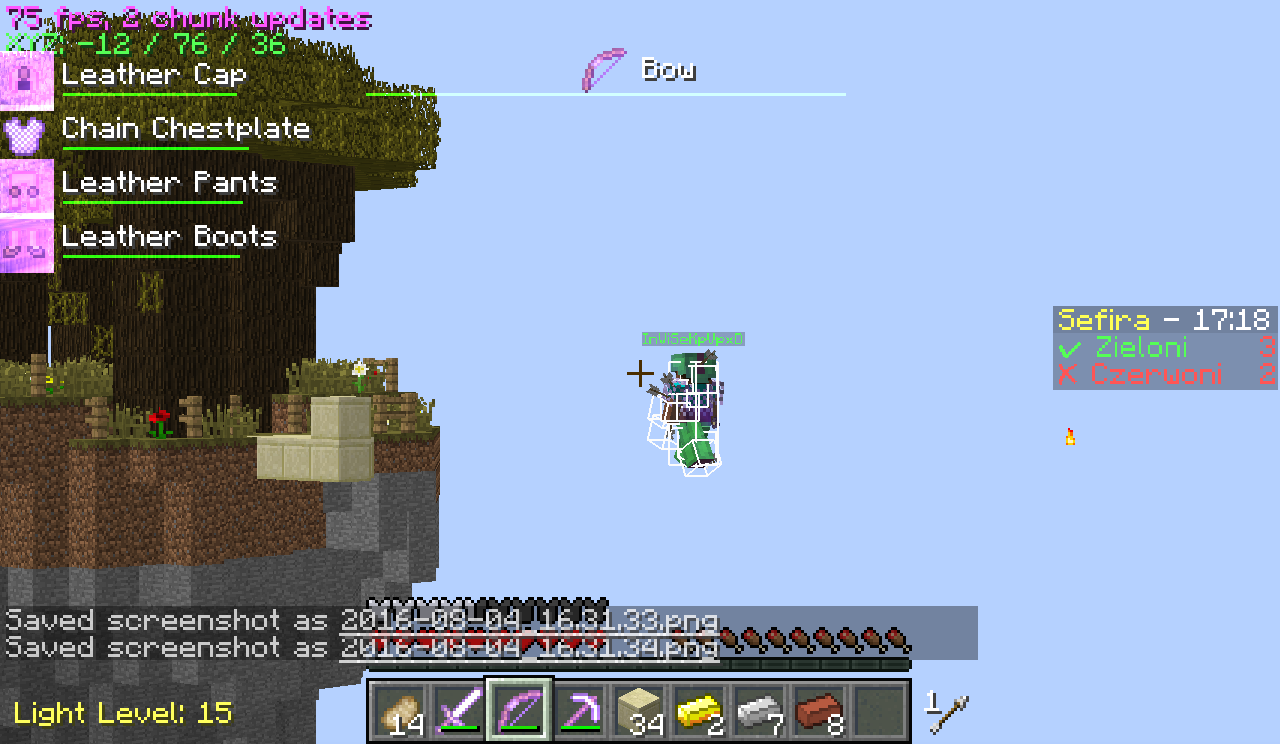 75 fps, 2 chunk updates
XYZ: -12 / 76 / 36
Bow
Leather Cap
Chain Chestplate
Leather Pants
Leather Boots
Sefira - 17:18
✓ Zieloni 3
X Czerwoni 2
Saved screenshot as 2016-08-04_16.31.33.png
Saved screenshot as 2016-08-04_16.31.34.png
Light Level: 15
14 34 2 7 8 1